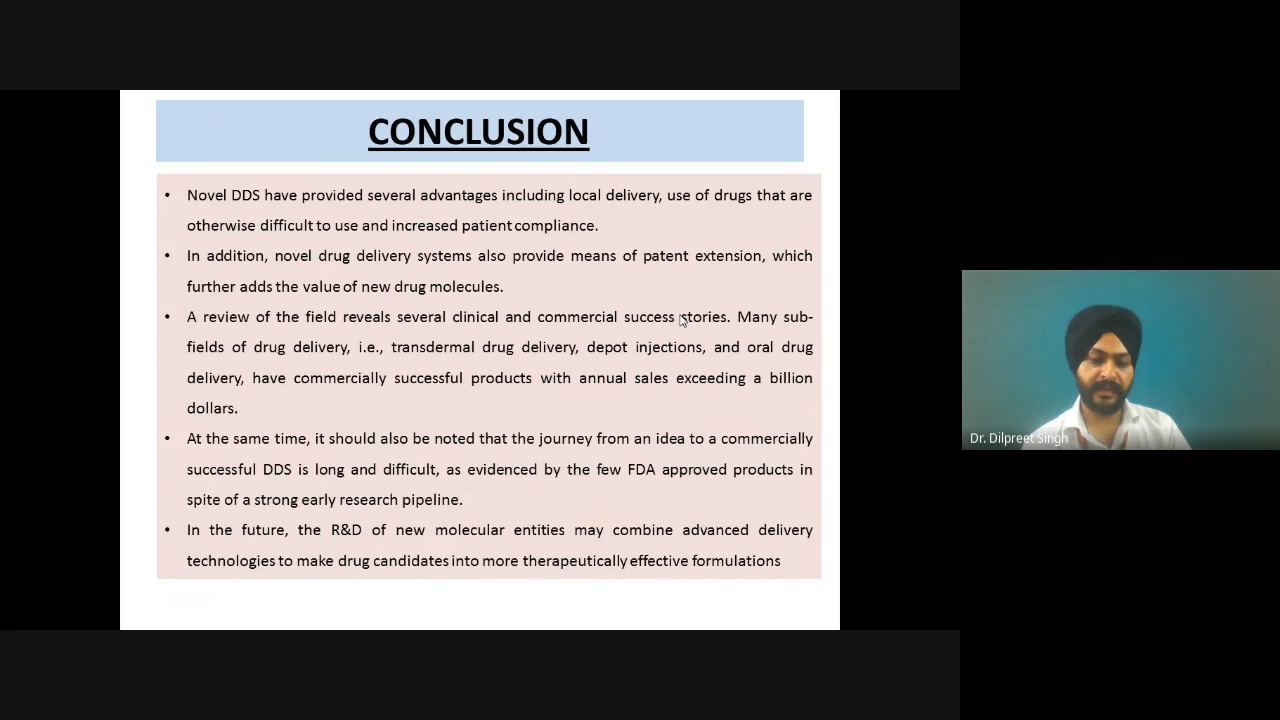 CONCLUSION
• Novel DDS have provided several advantages including local delivery, use of drugs that are
otherwise difficult to use and increased patient compliance.
• In addition, novel drug delivery systems also provide means of patent extension, which
further adds the value of new drug molecules.
• A review of the field reveals several clinical and commercial success stories. Many sub-
fields of drug delivery, i.e., transdermal drug delivery, depot injections, and oral drug
delivery, have commercially successful products with annual sales exceeding a billion
dollars.
• At the same time, it should also be noted that the journey from an idea to a commercially
successful DDS is long and difficult, as evidenced by the few FDA approved products in
spite of a strong early research pipeline.
• In the future, the R&D of new molecular entities may combine advanced delivery
technologies to make drug candidates into more therapeutically effective formulations
Dr. Dilpreet Singh